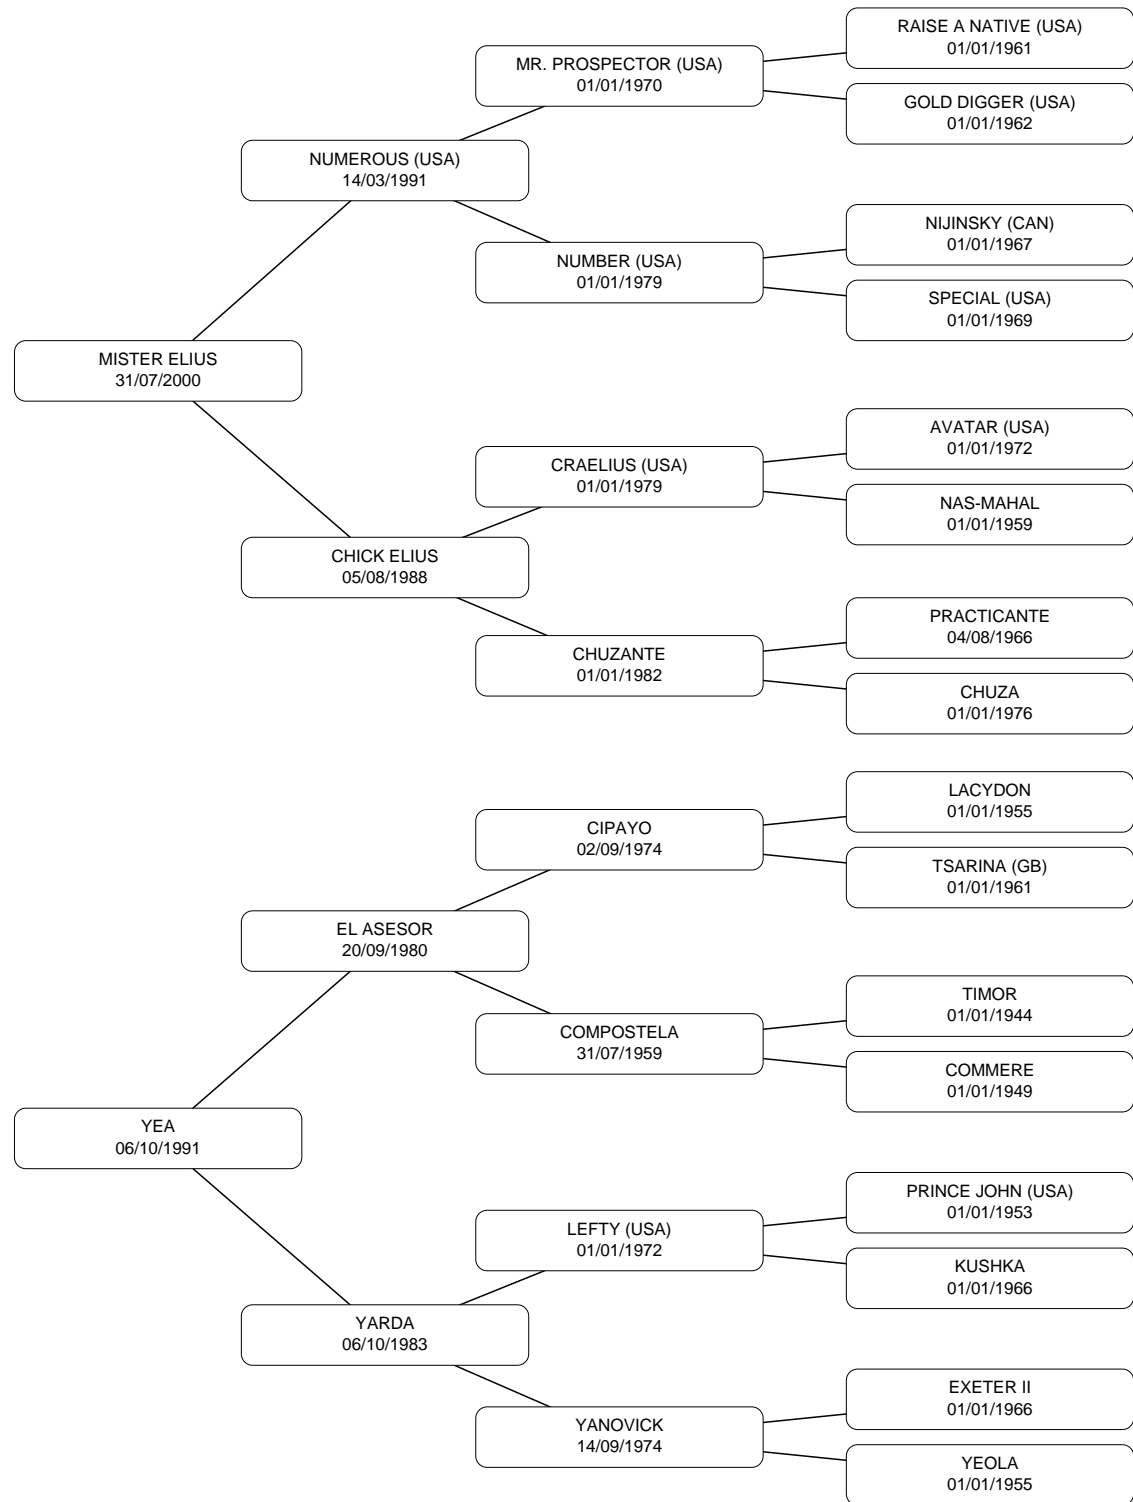 RAISE A NATIVE (USA)
01/01/1961
MR. PROSPECTOR (USA)
01/01/1970
GOLD DIGGER (USA)
01/01/1962
NUMEROUS (USA)
14/03/1991
NIJINSKY (CAN)
01/01/1967
NUMBER (USA)
01/01/1979
SPECIAL (USA)
01/01/1969
MISTER ELIUS
31/07/2000
AVATAR (USA)
01/01/1972
CRAELIUS (USA)
01/01/1979
NAS-MAHAL
01/01/1959
CHICK ELIUS
05/08/1988
PRACTICANTE
04/08/1966
CHUZANTE
01/01/1982
CHUZA
01/01/1976
LACYDON
01/01/1955
CIPAYO
02/09/1974
TSARINA (GB)
01/01/1961
EL ASESOR
20/09/1980
TIMOR
01/01/1944
COMPOSTELA
31/07/1959
COMMERE
01/01/1949
YEA
06/10/1991
PRINCE JOHN (USA)
01/01/1953
LEFTY (USA)
01/01/1972
KUSHKA
01/01/1966
YARDA
06/10/1983
EXETER II
01/01/1966
YANOVICK
14/09/1974
YEOLA
01/01/1955